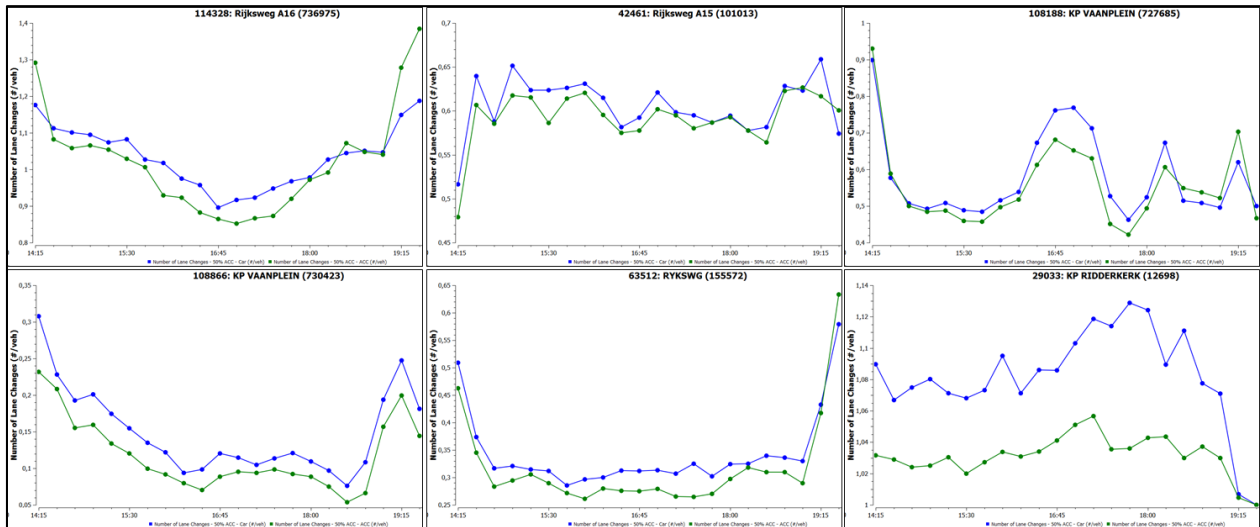 114328: Rijksweg A16 (736975)
Number of Lane Changes (#/veh)
1,4
1,3
1,2
1,1
1
0,9
0,8
14:15 15:30 16:45 18:00 19:15
Number of Lane Changes - 50% ACC - Car (#/veh) Number of Lane Changes - 50% ACC - ACC (#/veh)
42461: Rijksweg A15 (101013)
Number of Lane Changes (#/veh)
0,7
0,65
0,6
0,55
0,5
0,45
14:15 15:30 16:45 18:00 19:15
Number of Lane Changes - 50% ACC - Car (#/veh) Number of Lane Changes - 50% ACC - ACC (#/veh)
108188: KP VAANPLEIN (727685)
Number of Lane Changes (#/veh)
1
0,9
0,8
0,7
0,6
0,5
0,4
14:15 15:30 16:45 18:00 19:15
Number of Lane Changes - 50% ACC - Car (#/veh) Number of Lane Changes - 50% ACC - ACC (#/veh)
108866: KP VAANPLEIN (730423)
Number of Lane Changes (#/veh)
0,35
0,3
0,25
0,2
0,15
0,1
0,05
14:15 15:30 16:45 18:00 19:15
Number of Lane Changes - 50% ACC - Car (#/veh) Number of Lane Changes - 50% ACC - ACC (#/veh)
63512: RYKSWG (155572)
Number of Lane Changes (#/veh)
0,65
0,6
0,55
0,5
0,45
0,4
0,35
0,3
0,25
14:15 15:30 16:45 18:00 19:15
Number of Lane Changes - 50% ACC - Car (#/veh) Number of Lane Changes - 50% ACC - ACC (#/veh)
29033: KP RIDDERKERK (12698)
Number of Lane Changes (#/veh)
1,14
1,12
1,1
1,08
1,06
1,04
1,02
1
14:15 15:30 16:45 18:00 19:15
Number of Lane Changes - 50% ACC - Car (#/veh) Number of Lane Changes - 50% ACC - ACC (#/veh)